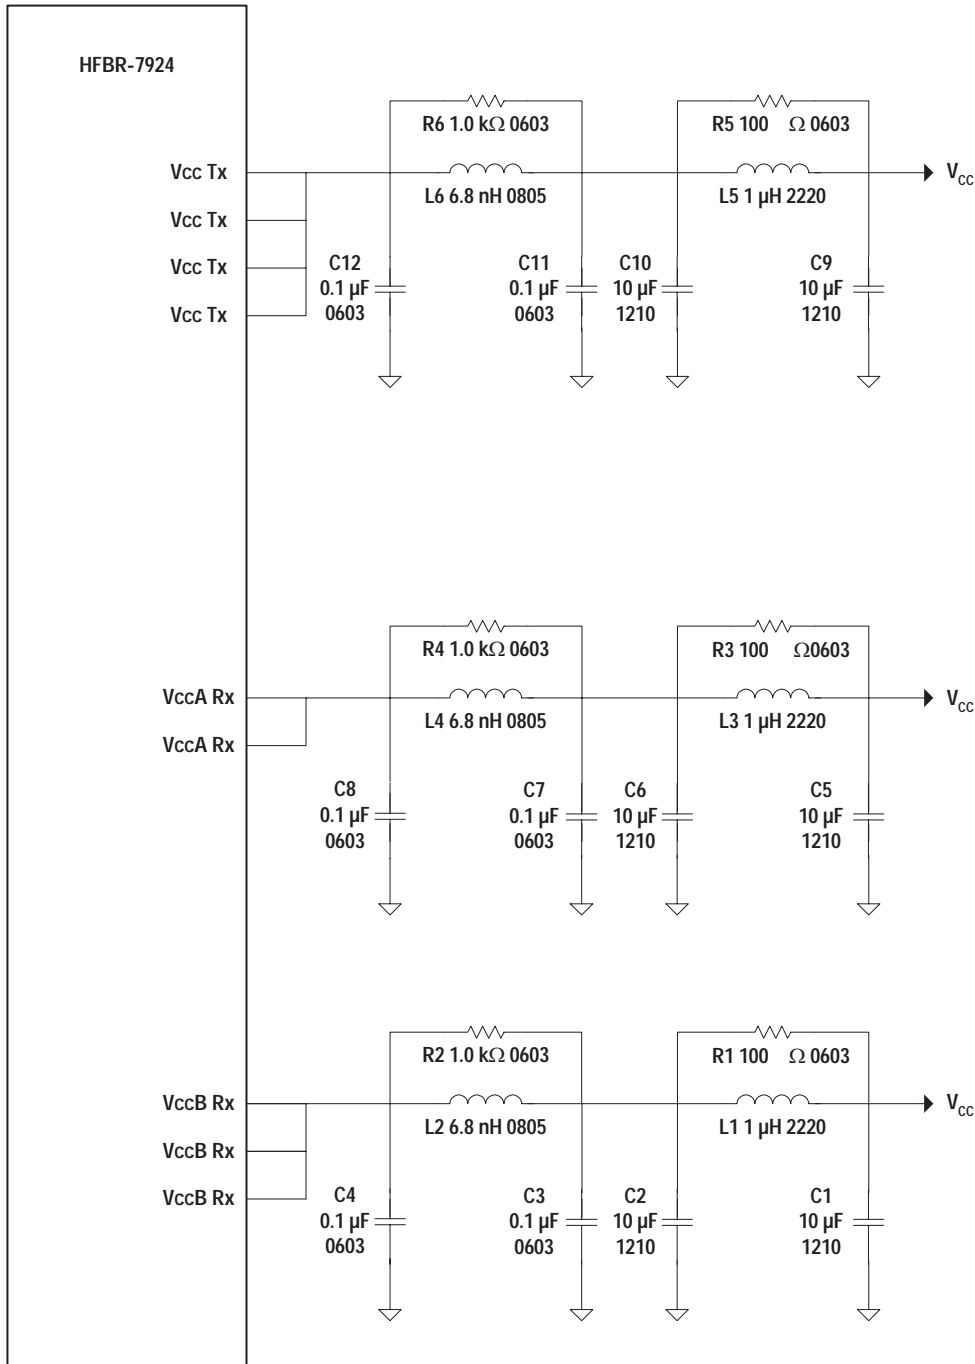 HFBR-7924
R6 1.0 kΩ 0603
R5 100 Ω 0603
VCC Tx
VCC
L6 6.8 nH 0805
L5 1 µH 2220
VCC Tx
VCC Tx
VCC Tx
C12
0.1 µF
0603
C11
0.1 µF
0603
C10
10 µF
1210
C9
10 µF
1210
R4 1.0 kΩ 0603
R3 100 Ω0603
VCCA Rx
VCC
L4 6.8 nH 0805
L3 1 µH 2220
VCCA Rx
C8
0.1 µF
0603
C7
0.1 µF
0603
C6
10 µF
1210
C5
10 µF
1210
R2 1.0 kΩ 0603
R1 100 Ω 0603
VCCB Rx
VCC
L2 6.8 nH 0805
L1 1 µH 2220
VCCB Rx
VCCB Rx
C4
0.1 µF
0603
C3
0.1 µF
0603
C2
10 µF
1210
C1
10 µF
1210